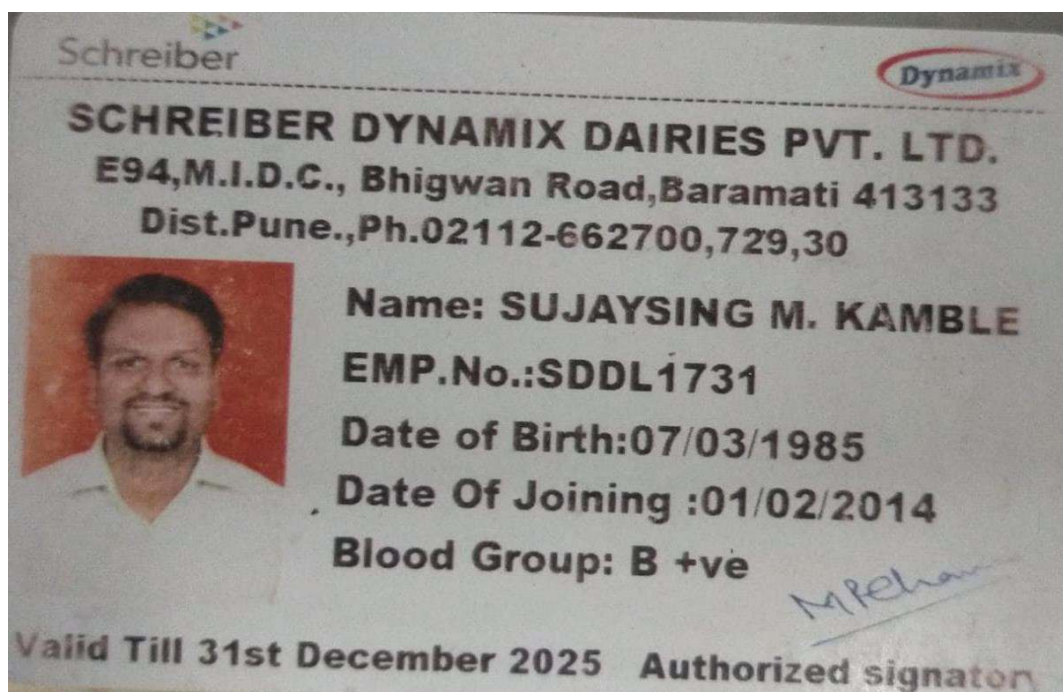 Schreiber
Dynamix
SCHREIBER DYNAMIX DAIRIES PVT. LTD.
E94,M.I.D.C., Bhigwan Road,Baramati 413133
Dist.Pune.,Ph.02112-662700,729,30
Name: SUJAYSING M. KAMBLE
EMP.No.:SDDL1731
Date of Birth:07/03/1985
Date Of Joining :01/02/2014
Blood Group: B +ve
Valid Till 31st December 2025 Authorized signatory